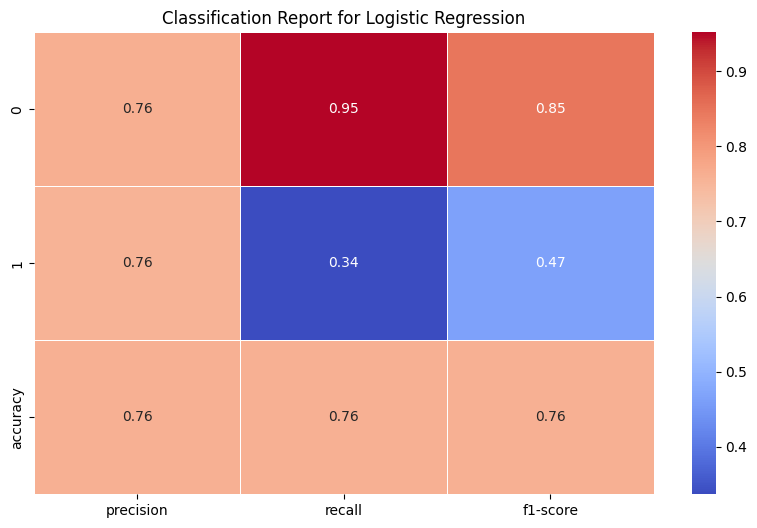 Classification Report for Logistic Regression
0 0.76 0.95 0.85
1 0.76 0.34 0.47
accuracy 0.76 0.76 0.76
precision recall f1-score
0.9
0.8
0.7
0.6
0.5
0.4